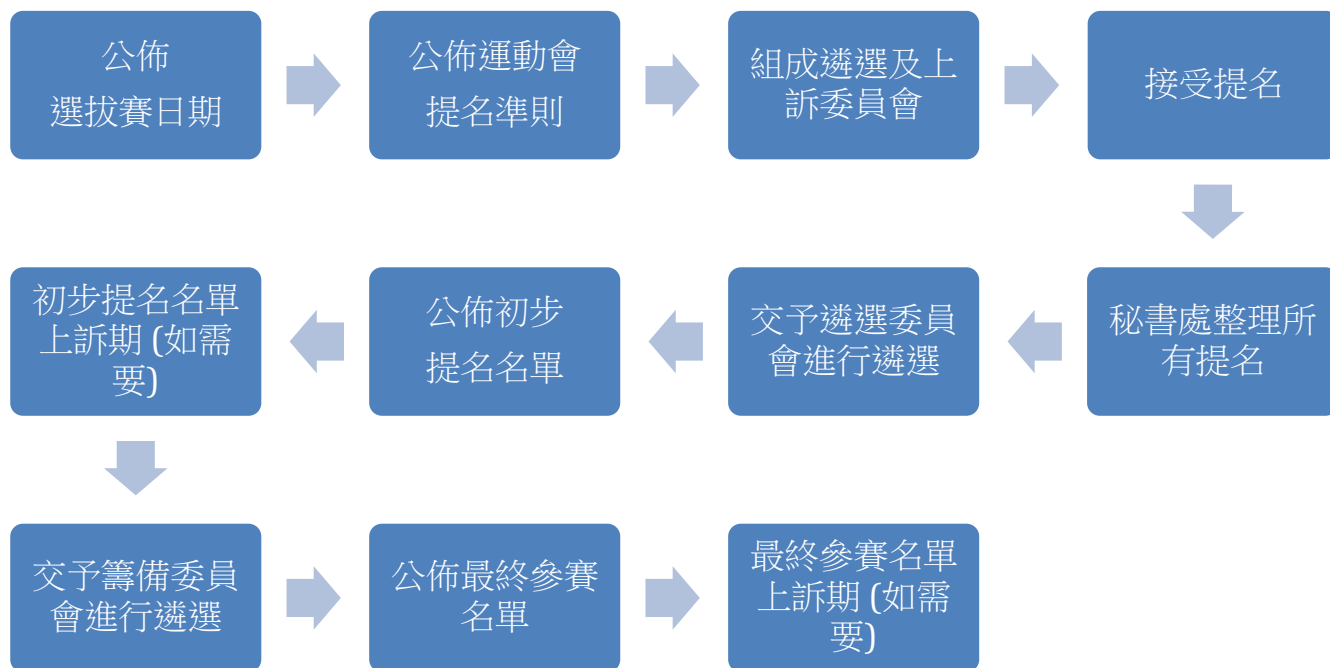 公佈
選拔賽日期
公佈運動會
提名準則
組成遴選及上
訴委員會
接受提名
秘書處整理所
有提名
交予遴選委員
會進行遴選
公佈初步
提名名單
初步提名名單
上訴期 (如需
要)
交予籌備委員
會進行遴選
公佈最終參賽
名單
最終參賽名單
上訴期 (如需
要)